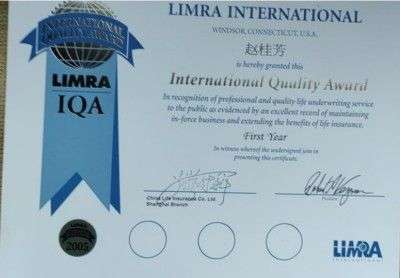 LIMRA INTERNATIONAL
WINDSOR, CONNECTICUT, U.S.A.
赵桂芳
is hereby granted this
International Quality Award
In recognition of professional and quality life underwriting service
to the public as evidenced by an excellent record of maintaining
in-force business and extending the benefits of life insurance.
First Year
In witness whereof the undersigned join in
presenting this certificate.
China Life Insurance Co. Ltd.
Shanghai Branch
President
INTERNATIONAL
QUALITY AWARD
LIMRA
IQA
2005
LIMRA
INTERNATIONAL